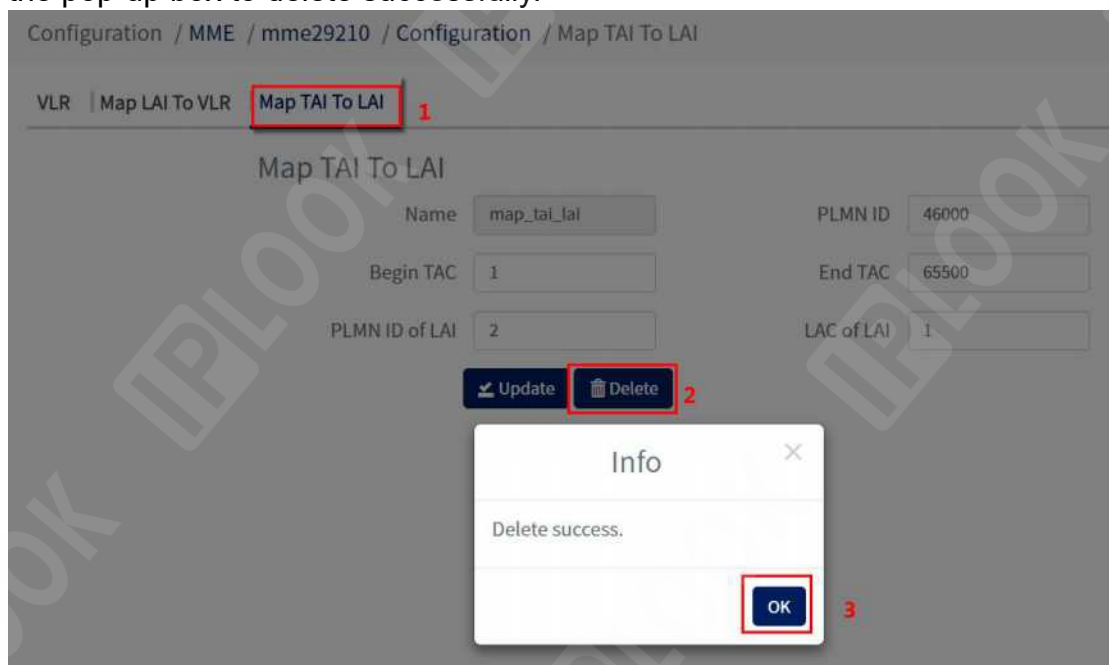 the pop-up box to delete successfully.
Configuration / MME / mme29210 / Configuration / Map TAI To LAI
VLR Map LAI To VLR Map TAI To LAI 1
Map TAI To LAI
Name map_tai_lai PLMN ID 46000
Begin TAC 1 End TAC 65500
PLMN ID of LAI 2 LAC of LAI 1
Update Delete 2
Info ×
Delete success.
OK 3
IPLOOK
IPLOOK
IPLOOK